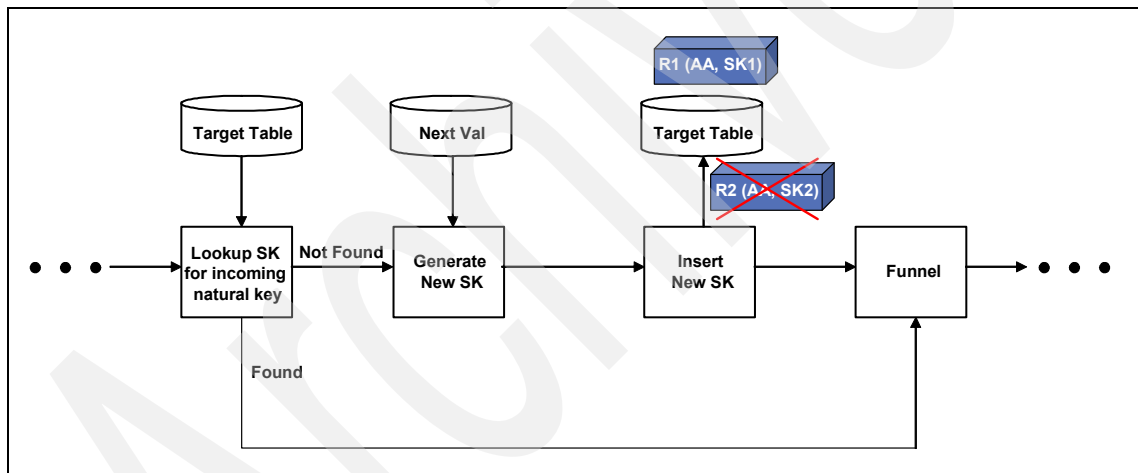 R1 (AA, SK1)
Target Table
Next Val
Target Table
R2 (AA, SK2)
Lookup SK
for incoming
natural key
Not Found
Generate
New SK
Insert
New SK
Funnel
Found